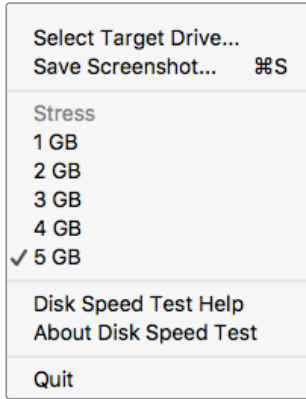 Select Target Drive...
Save Screenshot... ⌘S
Stress
1 GB
2 GB
3 GB
4 GB
✓ 5 GB
Disk Speed Test Help
About Disk Speed Test
Quit